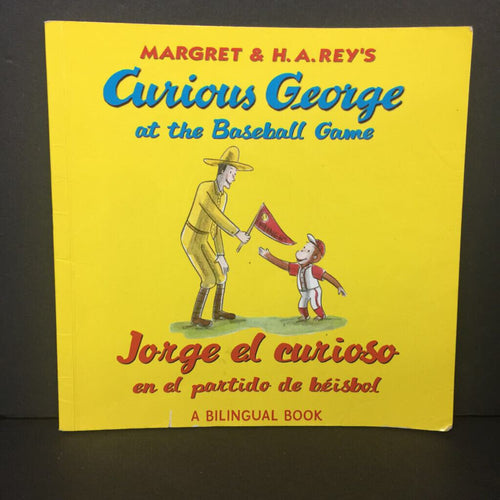 MARGRET & H. A. REY'S
Curious George
at the Baseball Game
Jorge el curioso
en el partido de béisbol
A BILINGUAL BOOK